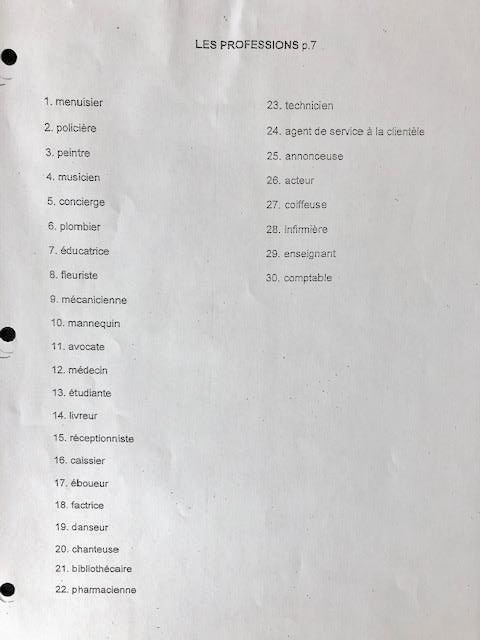 LES PROFESSIONS p.7
1. menuisier
2. policière
3. peintre
4. musicien
5. concierge
6. plombier
7. éducatrice
8. fleuriste
9. mécanicienne
10. mannequin
11. avocate
12. médecin
13. étudiante
14. livreur
15. réceptionniste
16. caissier
17. éboueur
18. factrice
19. danseur
20. chanteuse
21. bibliothécaire
22. pharmacienne
23. technicien
24. agent de service à la clientèle
25. annonceuse
26. acteur
27. coiffeuse
28. infirmière
29. enseignant
30. comptable